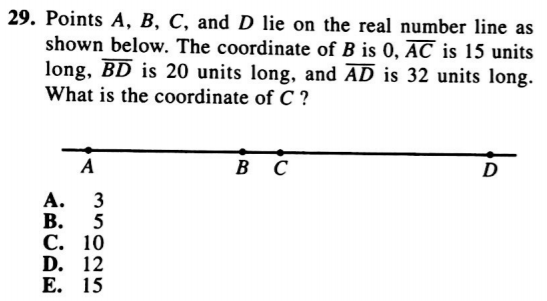 29. Points A, B, C, and D lie on the real number line as
shown below. The coordinate of B is 0, AC is 15 units
long, BD is 20 units long, and AD is 32 units long.
What is the coordinate of C ?
A B C D
A. 3
B. 5
C. 10
D. 12
E. 15